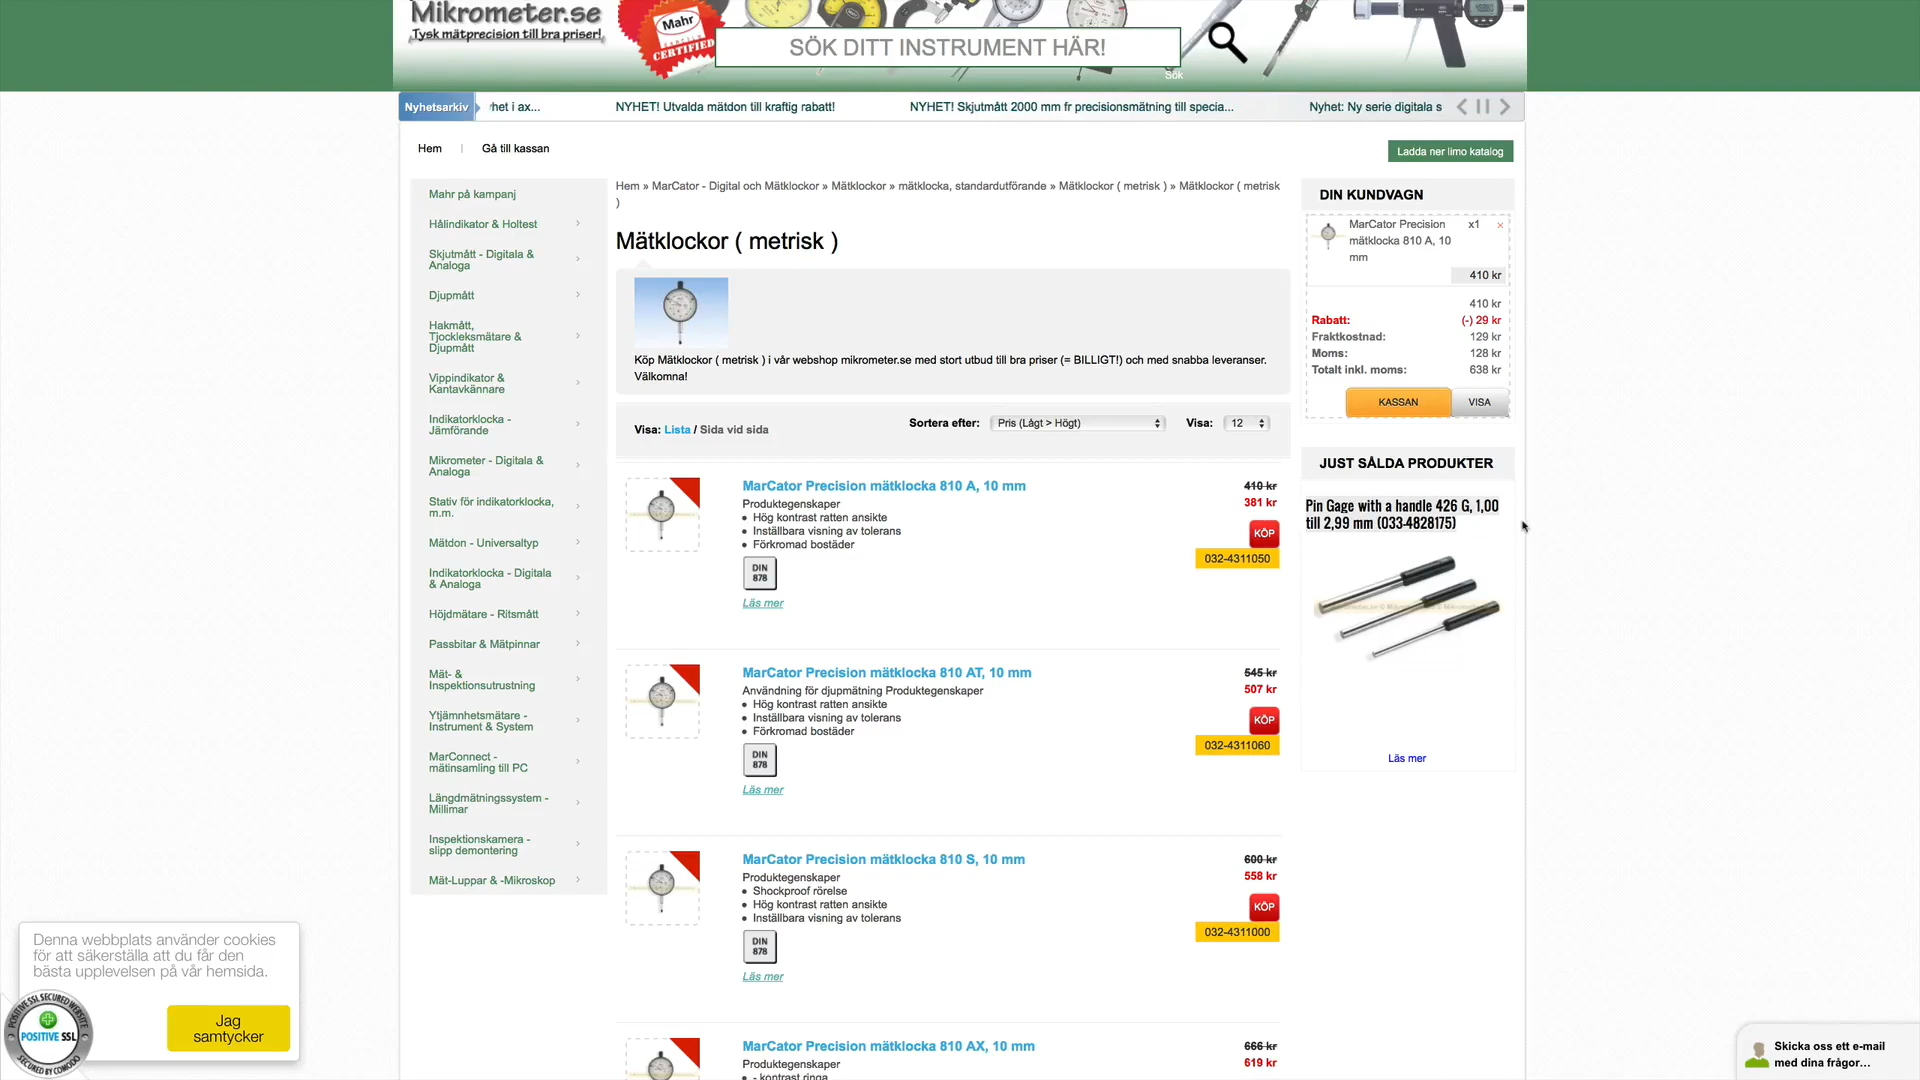 Mikrometer.se
Tysk mätprecision till bra priser!
Mahr
CERTIFIED
SÖK DITT INSTRUMENT HÄR!
Sök
Nyhetsarkiv
het i ax...
NYHET! Utvalda mätdon till kraftig rabatt!
NYHET! Skjutmått 2000 mm fr precisionsmätning till specia...
Nyhet: Ny serie digitala s
Hem | Gå till kassan
Ladda ner limo katalog
Mahr på kampanj
Hålindikator & Holtest
Skjutmått - Digitala &
Analoga
Djupmått
Hakmått,
Tjockleksmätare &
Djupmått
Vippindikator &
Kantavkännare
Indikatorklocka -
Jämförande
Mikrometer - Digitala &
Analoga
Stativ för indikatorklocka,
m.m.
Mätdon - Universaltyp
Indikatorklocka - Digitala
& Analoga
Höjdmätare - Ritsmått
Passbitar & Mätpinnar
Mät- &
Inspektionsutrustning
Ytjämnhetsmätare -
Instrument & System
MarConnect -
mätinsamling till PC
Längdmätningssystem -
Millimar
Inspektionskamera -
slipp demontering
Mät-Luppar & -Mikroskop
Hem » MarCator - Digital och Mätklockor » Mätklockor » mätklocka, standardutförande » Mätklockor ( metrisk ) » Mätklockor ( metrisk
)
Mätklockor ( metrisk )
Köp Mätklockor ( metrisk ) i vår webshop mikrometer.se med stort utbud till bra priser (= BILLIGT!) och med snabba leveranser.
Välkomna!
Visa: Lista / Sida vid sida
Sortera efter: Pris (Lågt > Högt)
Visa: 12
MarCator Precision mätklocka 810 A, 10 mm
Produktegenskaper
• Hög kontrast ratten ansikte
• Inställbara visning av tolerans
• Förkromad bostäder
DIN
878
Läs mer
410 kr
381 kr
KÖP
032-4311050
MarCator Precision mätklocka 810 AT, 10 mm
Användning för djupmätning Produktegenskaper
• Hög kontrast ratten ansikte
• Inställbara visning av tolerans
• Förkromad bostäder
DIN
878
Läs mer
545 kr
507 kr
KÖP
032-4311060
MarCator Precision mätklocka 810 S, 10 mm
Produktegenskaper
• Shockproof rörelse
• Hög kontrast ratten ansikte
• Inställbara visning av tolerans
DIN
878
Läs mer
600 kr
558 kr
KÖP
032-4311000
MarCator Precision mätklocka 810 AX, 10 mm
Produktegenskaper
• - kontrast ringa
666 kr
619 kr
DIN KUNDVAGN
MarCator Precision
mätklocka 810 A, 10
mm
x1
410 kr
410 kr
Rabatt: (-) 29 kr
Fraktkostnad: 129 kr
Moms: 128 kr
Totalt inkl. moms: 638 kr
KASSAN
VISA
JUST SÅLDA PRODUKTER
Pin Gage with a handle 426 G, 1,00
till 2,99 mm (033-4828175)
Läs mer
Denna webbplats använder cookies
för att säkerställa att du får den
bästa upplevelsen på vår hemsida.
Jag
samtycker
POSITIVE SSL SECURED WEBSITE
POSITIVE SSL
SECURED BY COMODO
Skicka oss ett e-mail
med dina frågor...